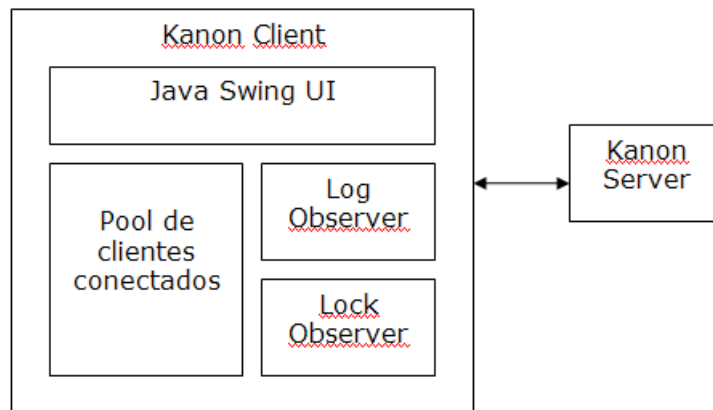 Kanon Client
Java Swing UI
Pool de
clientes
conectados
Log
Observer
Lock
Observer
Kanon
Server